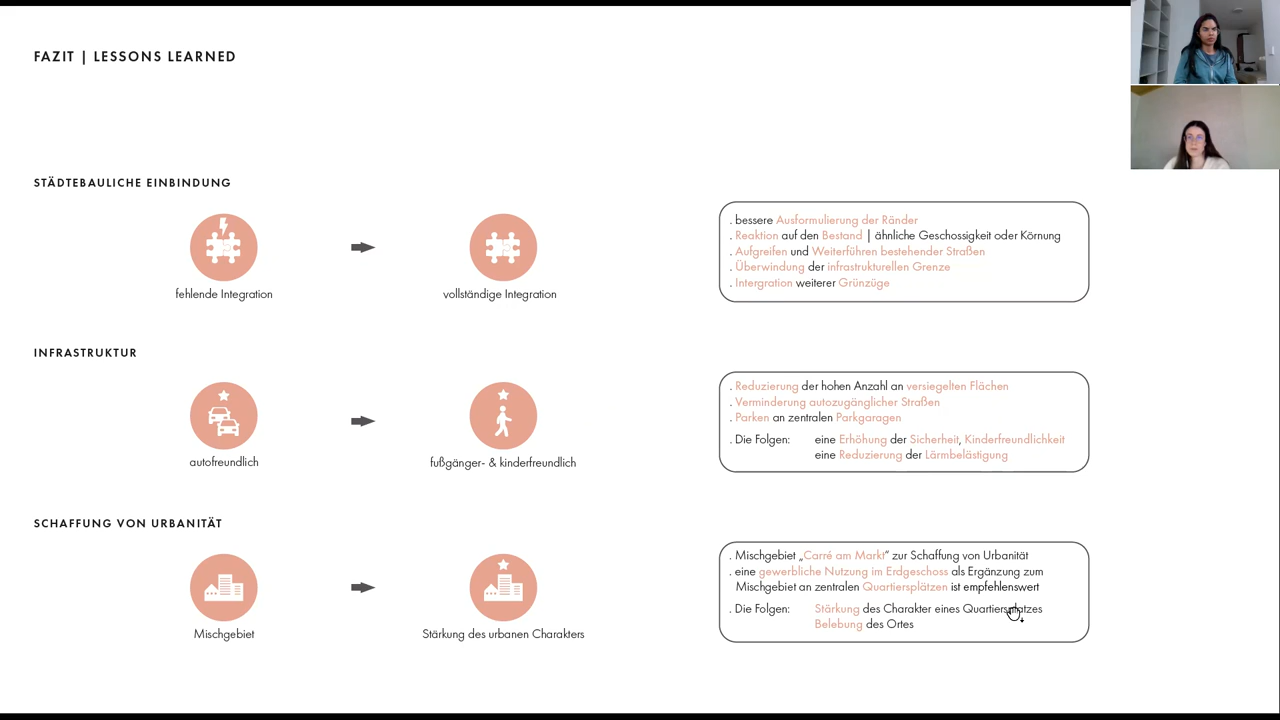 FAZIT | LESSONS LEARNED
STÄDTEBAULICHE EINBINDUNG
fehlende Integration
vollständige Integration
. bessere Ausformulierung der Ränder
. Reaktion auf den Bestand | ähnliche Geschossigkeit oder Körnung
. Aufgreifen und Weiterführen bestehender Straßen
. Überwindung der infrastrukturellen Grenze
. Intergration weiterer Grünzüge
INFRASTRUKTUR
autofreundlich
fußgänger- & kinderfreundlich
. Reduzierung der hohen Anzahl an versiegelten Flächen
. Verminderung autozugänglicher Straßen
. Parken an zentralen Parkgaragen
. Die Folgen: eine Erhöhung der Sicherheit, Kinderfreundlichkeit
eine Reduzierung der Lärmbelästigung
SCHAFFUNG VON URBANITÄT
Mischgebiet
Stärkung des urbanen Charakters
. Mischgebiet „Carré am Markt“ zur Schaffung von Urbanität
. eine gewerbliche Nutzung im Erdgeschoss als Ergänzung zum
Mischgebiet an zentralen Quartiersplätzen ist empfehlenswert
. Die Folgen: Stärkung des Charakter eines Quartiersplatzes
Belebung des Ortes